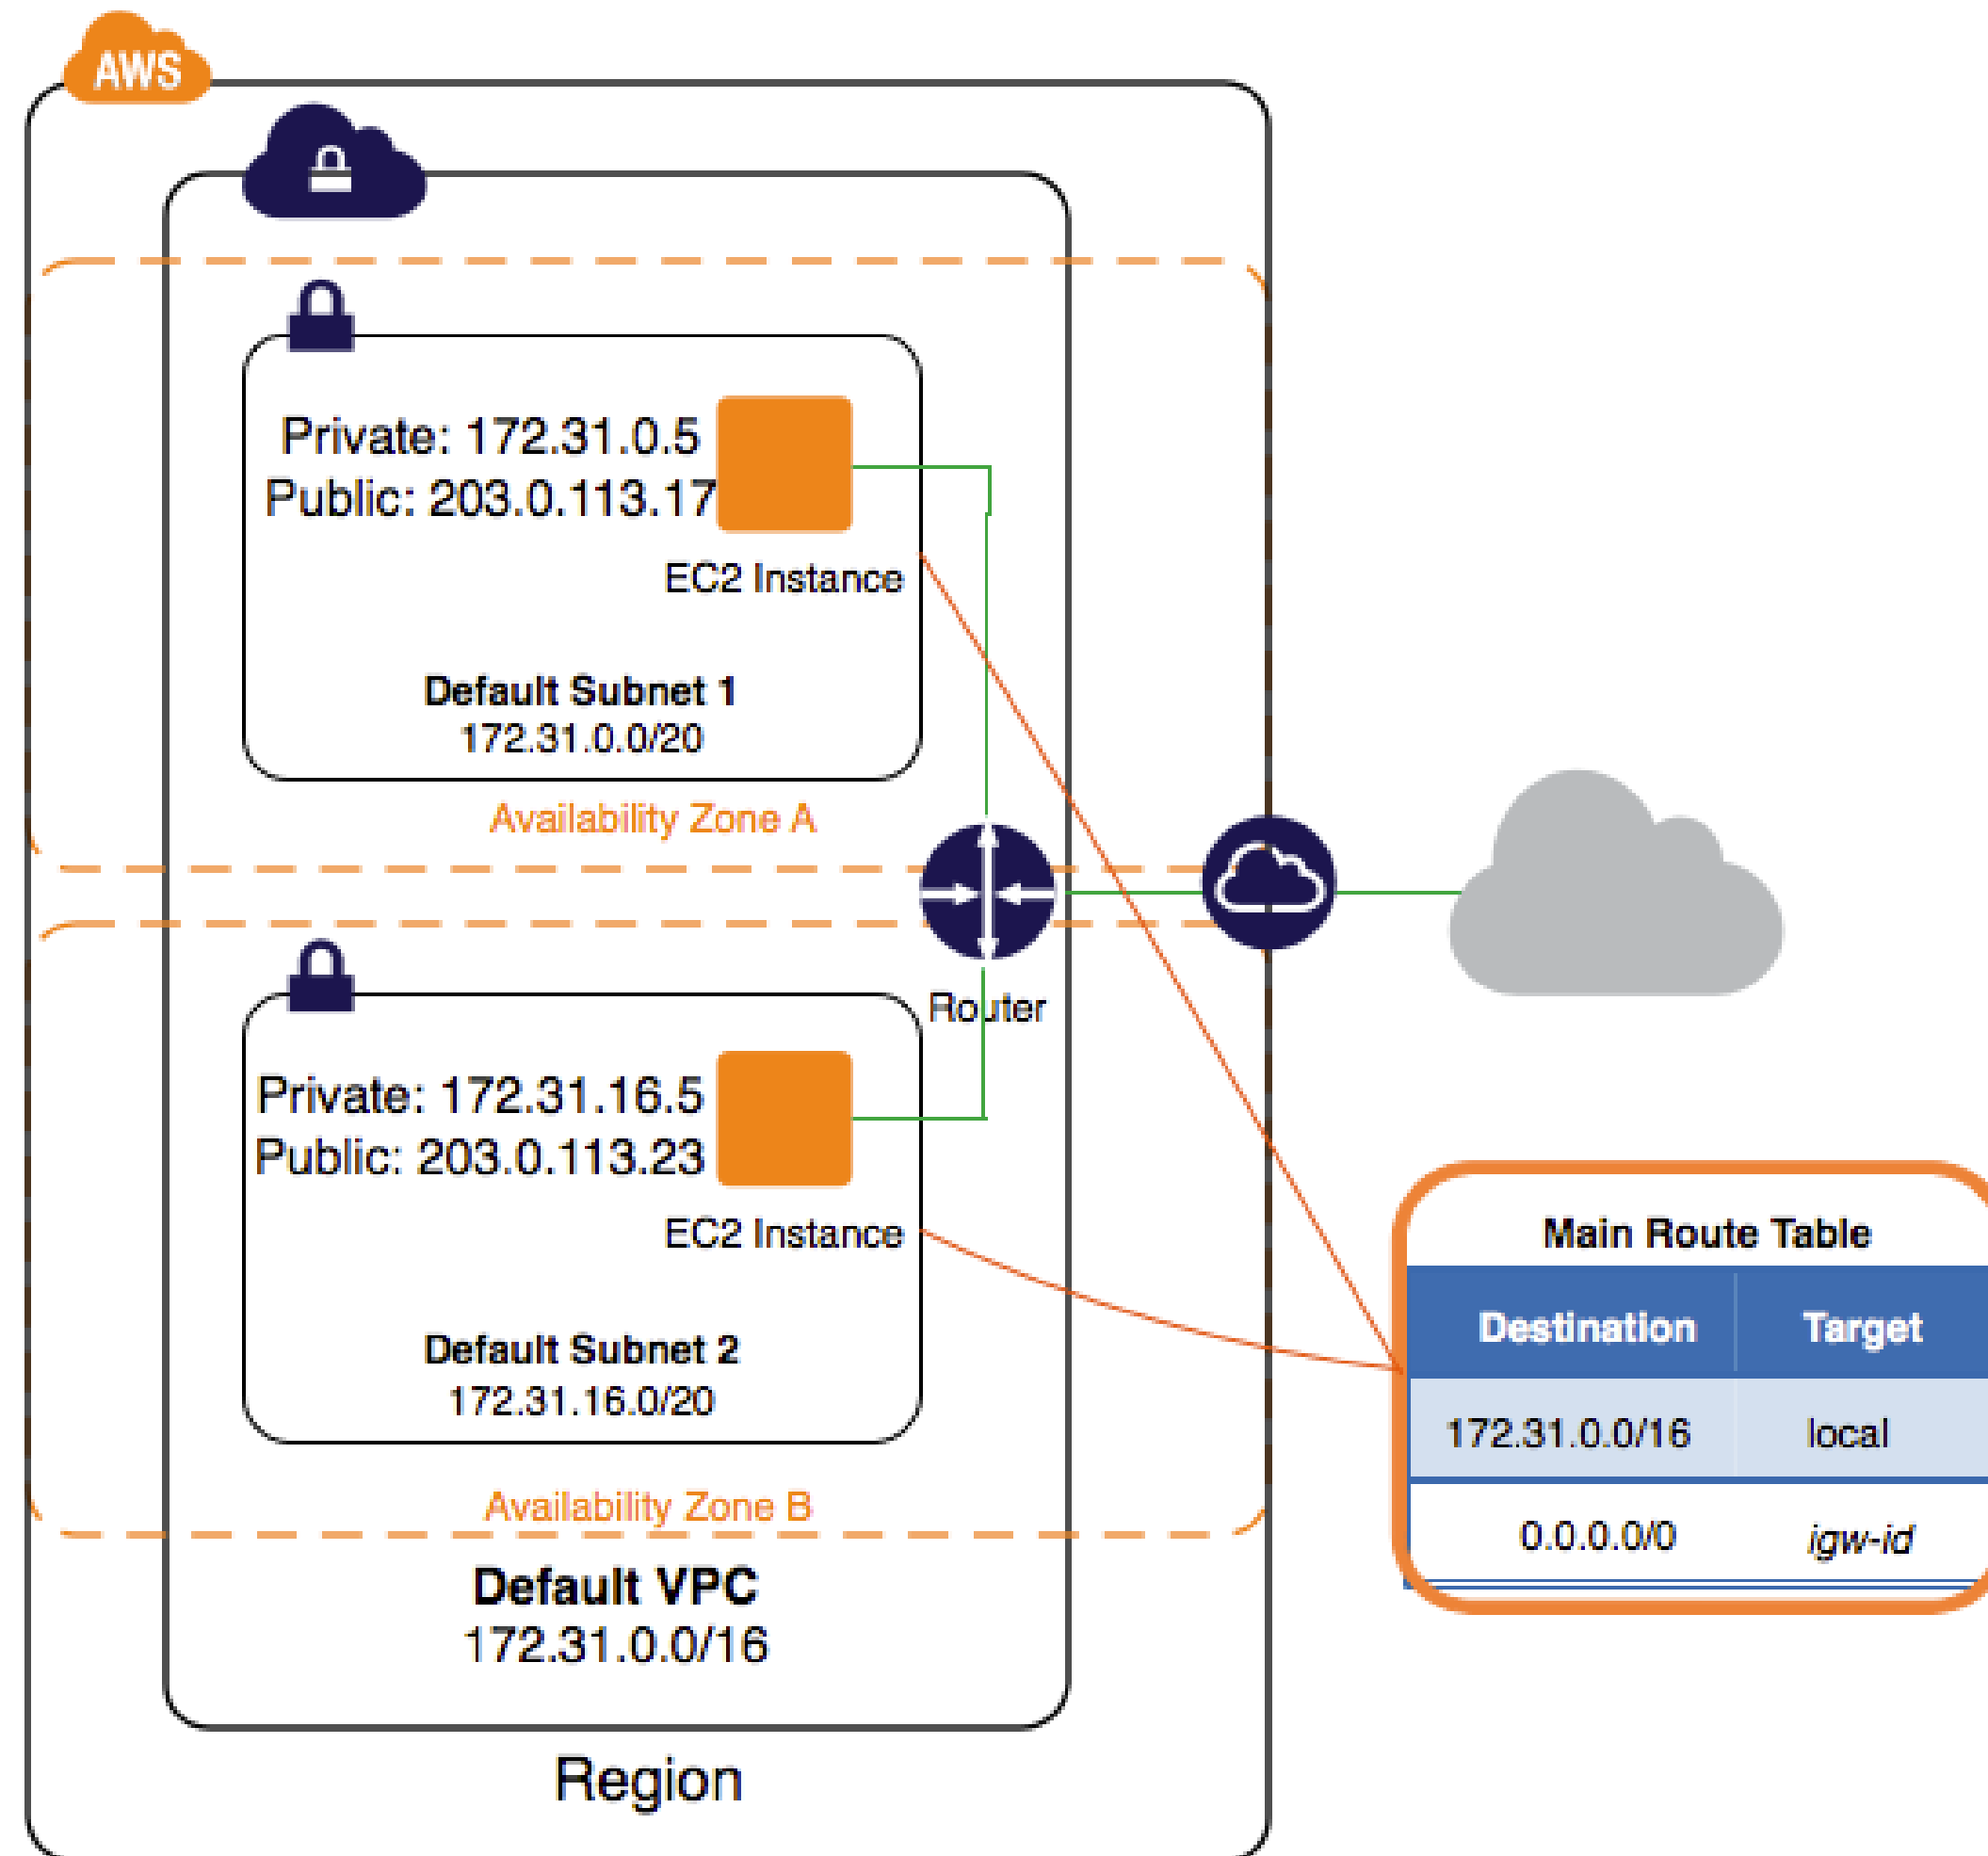 AWS
Private: 172.31.0.5
Public: 203.0.113.17
EC2 Instance
Default Subnet 1
172.31.0.0/20
Availability Zone A
Router
Private: 172.31.16.5
Public: 203.0.113.23
EC2 Instance
Default Subnet 2
172.31.16.0/20
Availability Zone B
Default VPC
172.31.0.0/16
Region
Main Route Table
Destination Target
172.31.0.0/16 local
0.0.0.0/0 igw-id